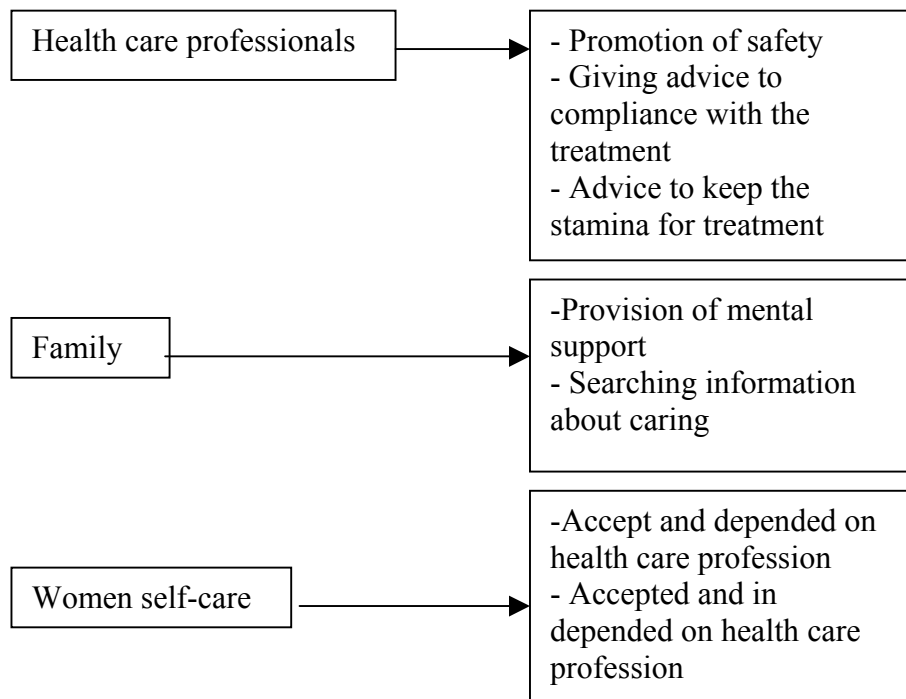 Health care professionals
- Promotion of safety
- Giving advice to
compliance with the
treatment
- Advice to keep the
stamina for treatment
Family
-Provision of mental
support
- Searching information
about caring
Women self-care
-Accept and depended on
health care profession
- Accepted and in
depended on health care
profession